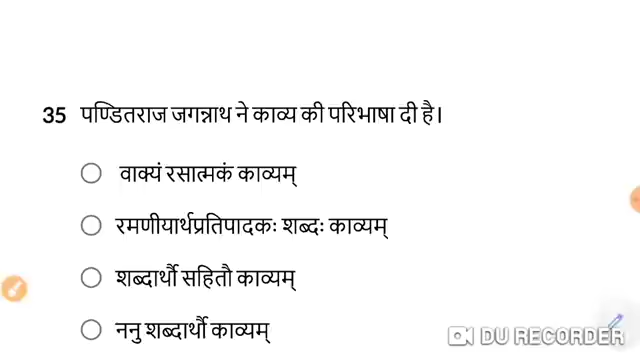 35 पण्डितराज जगन्नाथ ने काव्य की परिभाषा दी है।
वाक्यं रसात्मकं काव्यम्
रमणीयार्थप्रतिपादकः शब्दः काव्यम्
शब्दार्थौ सहितौ काव्यम्
ननु शब्दार्थौ काव्यम्
DU RECORDER